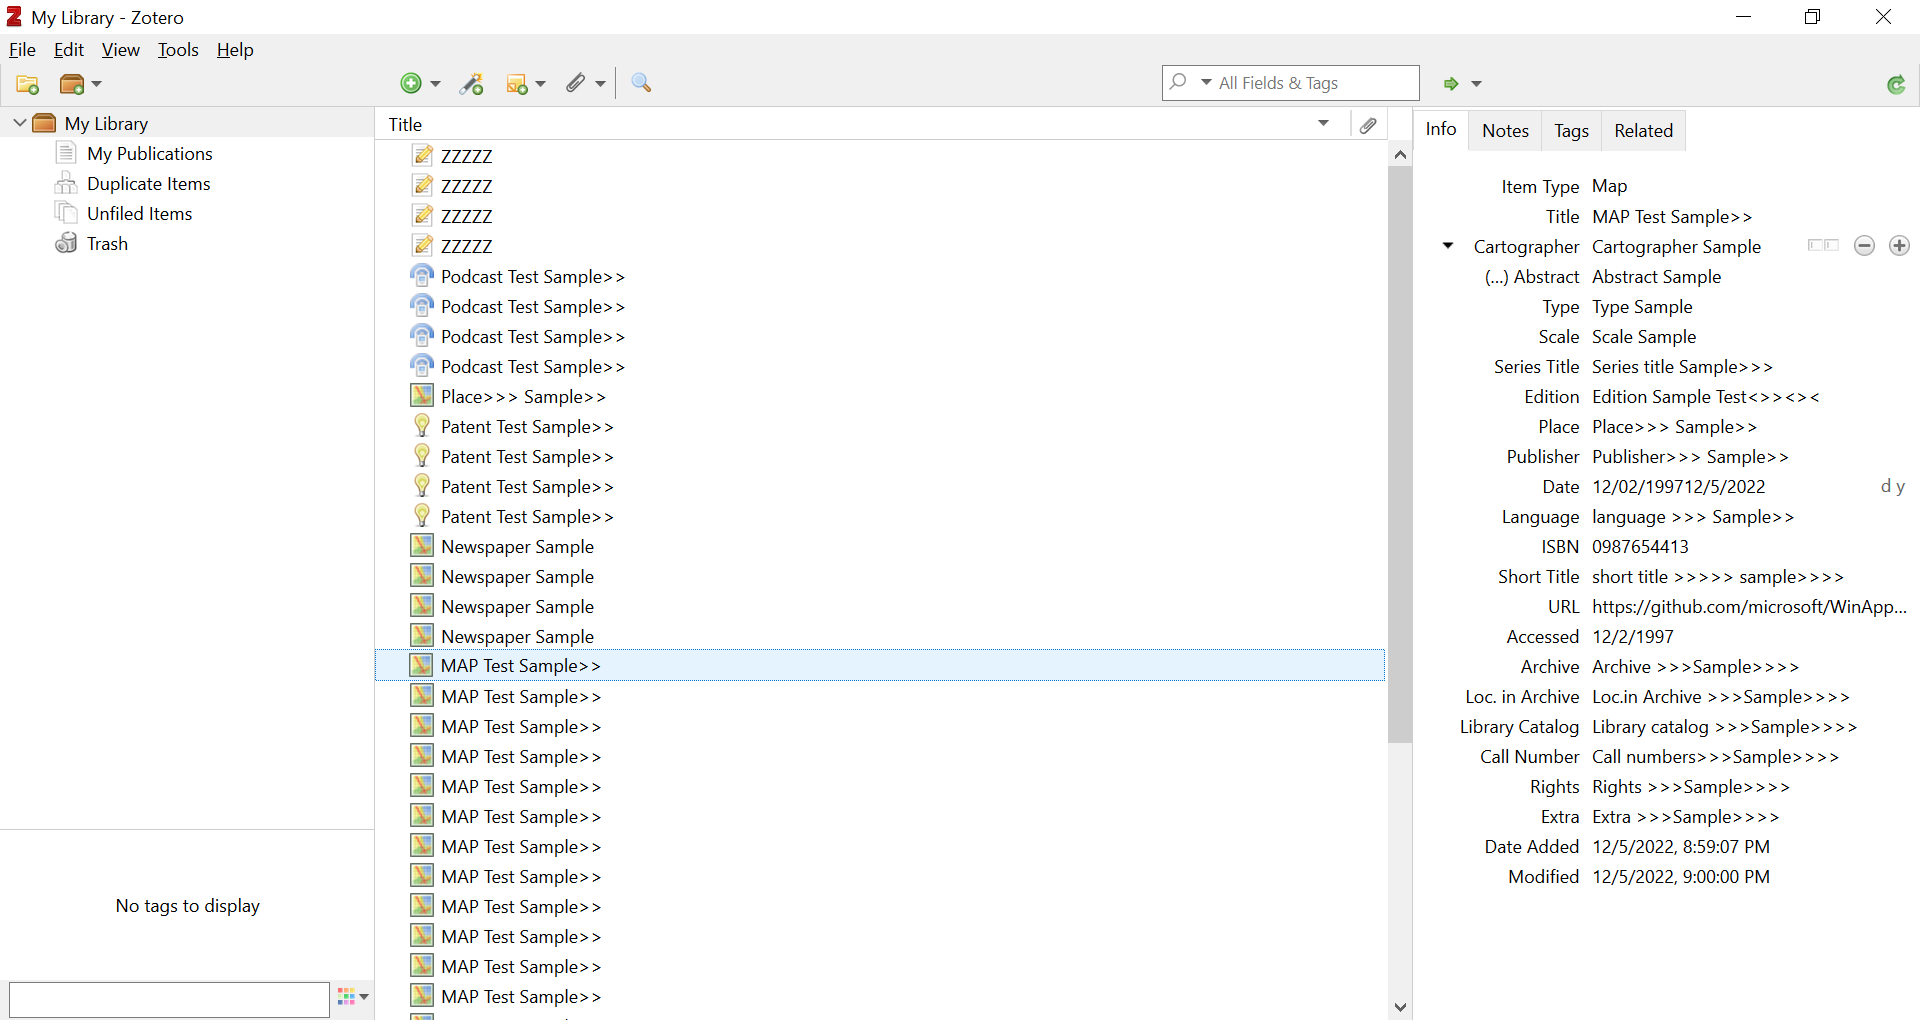 My Library - Zotero
File Edit View Tools Help
All Fields & Tags
My Library
My Publications
Duplicate Items
Unfiled Items
Trash
No tags to display
Title
ZZZZZ
ZZZZZ
ZZZZZ
ZZZZZ
Podcast Test Sample>>
Podcast Test Sample>>
Podcast Test Sample>>
Podcast Test Sample>>
Place>>> Sample>>
Patent Test Sample>>
Patent Test Sample>>
Patent Test Sample>>
Patent Test Sample>>
Newspaper Sample
Newspaper Sample
Newspaper Sample
Newspaper Sample
MAP Test Sample>>
MAP Test Sample>>
MAP Test Sample>>
MAP Test Sample>>
MAP Test Sample>>
MAP Test Sample>>
MAP Test Sample>>
MAP Test Sample>>
MAP Test Sample>>
MAP Test Sample>>
MAP Test Sample>>
MAP Test Sample>>
Info Notes Tags Related
Item Type Map
Title MAP Test Sample>>
Cartographer Cartographer Sample
(...) Abstract Abstract Sample
Type Type Sample
Scale Scale Sample
Series Title Series title Sample>>>
Edition Edition Sample Test<>><><
Place Place>>> Sample>>
Publisher Publisher>>> Sample>>
Date 12/02/199712/5/2022 d y
Language language >>> Sample>>
ISBN 0987654413
Short Title short title >>>>> sample>>>>
URL https://github.com/microsoft/WinApp...
Accessed 12/2/1997
Archive Archive >>>Sample>>>>
Loc. in Archive Loc.in Archive >>>Sample>>>>
Library Catalog Library catalog >>>Sample>>>>
Call Number Call numbers>>>Sample>>>>
Rights Rights >>>Sample>>>>
Extra Extra >>>Sample>>>>
Date Added 12/5/2022, 8:59:07 PM
Modified 12/5/2022, 9:00:00 PM